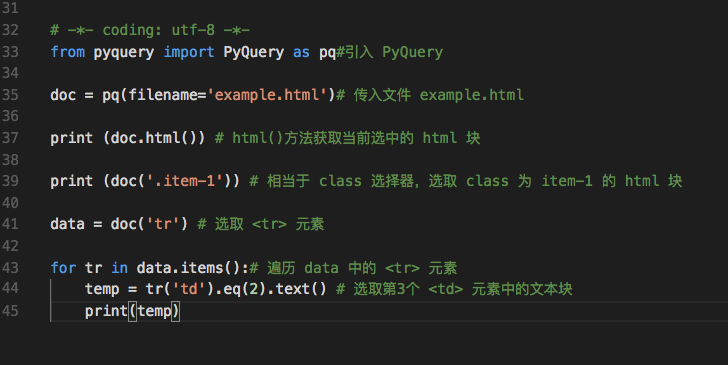 31
32 # -*- coding: utf-8 -*-
33 from pyquery import PyQuery as pq#引入 PyQuery
34
35 doc = pq(filename='example.html')# 传入文件 example.html
36
37 print (doc.html()) # html()方法获取当前选中的 html 块
38
39 print (doc('.item-1')) # 相当于 class 选择器，选取 class 为 item-1 的 html 块
40
41 data = doc('tr') # 选取 <tr> 元素
42
43 for tr in data.items():# 遍历 data 中的 <tr> 元素
44     temp = tr('td').eq(2).text() # 选取第3个 <td> 元素中的文本块
45     print(temp)